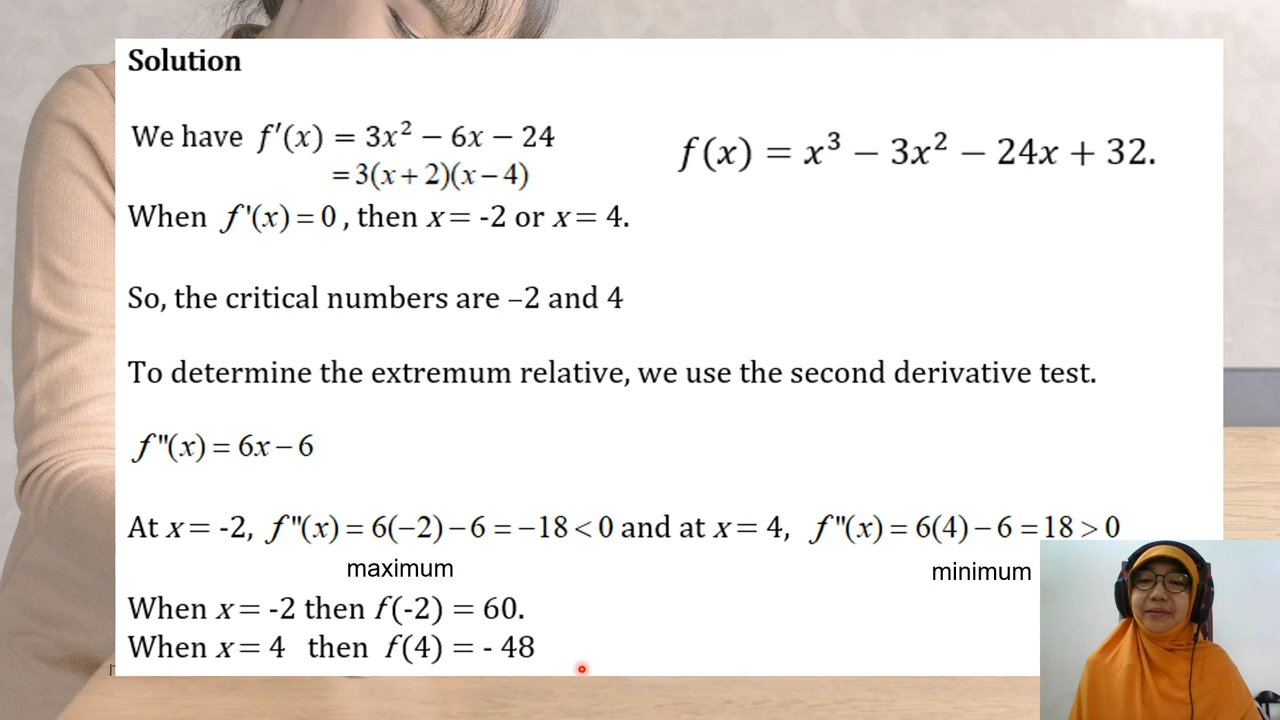 Solution
We have f′(x) = 3x² − 6x − 24
= 3(x + 2)(x − 4)
f(x) = x³ − 3x² − 24x + 32.
When f'(x) = 0 , then x = -2 or x = 4.
So, the critical numbers are –2 and 4
To determine the extremum relative, we use the second derivative test.
f"(x) = 6x − 6
At x = -2, f"(x) = 6(−2) − 6 = −18 < 0 and at x = 4, f"(x) = 6(4) − 6 = 18 > 0
maximum
minimum
When x = -2 then f(-2) = 60.
When x = 4 then f(4) = - 48